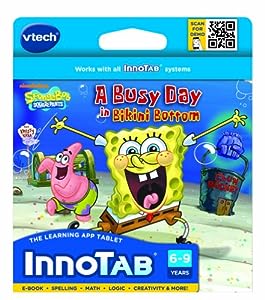 vtech
SCAN
FOR
DEMO
Works with all InnoTAB systems
nickelodeon
SpongeBob
SQUAREPANTS
A Busy Day
in Bikini Bottom
THE LEARNING APP TABLET
INNOTAB
6-9
YEARS
E-BOOK • SPELLING • MATH • LOGIC • CREATIVITY & MORE!